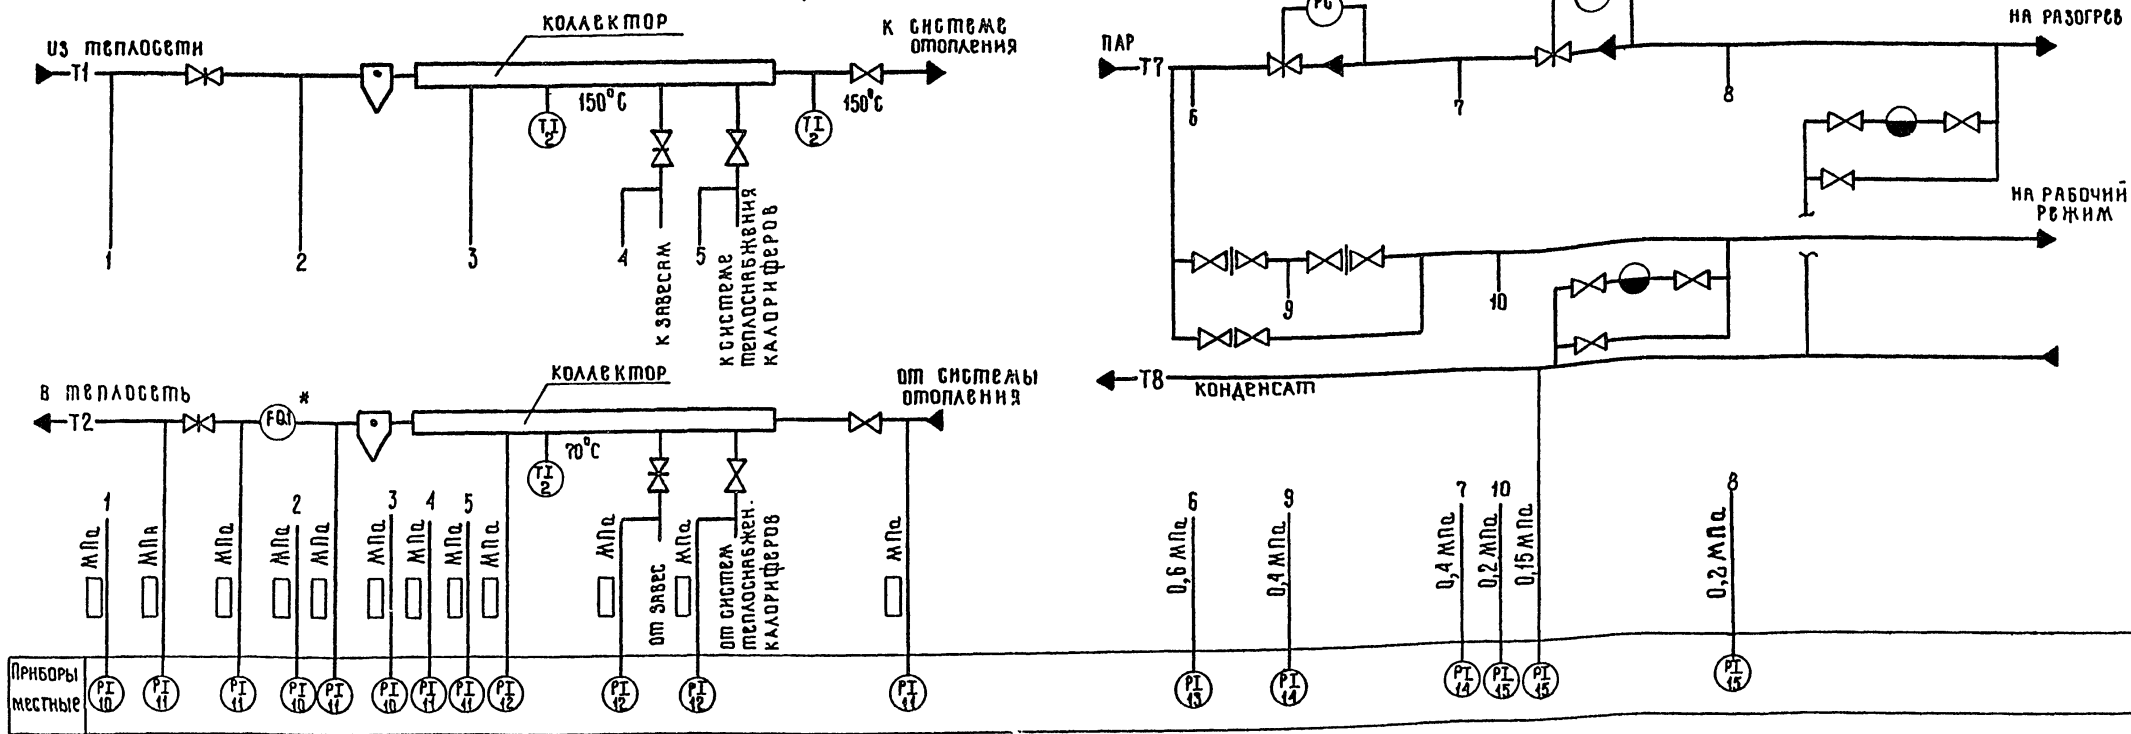 КОЛЛЕКТОР
К СИСТЕМЕ
ОТОПЛЕНИЯ
ИЗ ТЕПЛОСЕТИ
Т1
150°С
150°С
TI
2
TI
2
1
2
3
4
5
К ЗАВЕСАМ
К СИСТЕМЕ
ТЕПЛОСНАБЖЕНИЯ
КАЛОРИФЕРОВ
PC
НА РАЗОГРЕВ
ПАР
Т7
6
7
8
НА РАБОЧИЙ
РЕЖИМ
9
10
Т8
КОНДЕНСАТ
КОЛЛЕКТОР
ОТ СИСТЕМЫ
ОТОПЛЕНИЯ
В ТЕПЛОСЕТЬ
Т2
FQ1
*
70°С
TI
2
ОТ ЗАВЕС
ОТ СИСТЕМ
ТЕПЛОСНАБЖЕН.
КАЛОРИФЕРОВ
1
МПа
МПа
МПа
2
МПа
МПа
3
МПа
4
МПа
5
МПа
МПа
МПа
МПа
МПа
6
0,6 МПа
9
0,4 МПа
7
0,4 МПа
10
0,2 МПа
0,15 МПа
8
0,2 МПа
ПРИБОРЫ
МЕСТНЫЕ
PI
10
PI
11
PI
11
PI
10
PI
11
PI
10
PI
11
PI
11
PI
12
PI
12
PI
12
PI
11
PI
13
PI
14
PI
14
PI
15
PI
15
PI
15